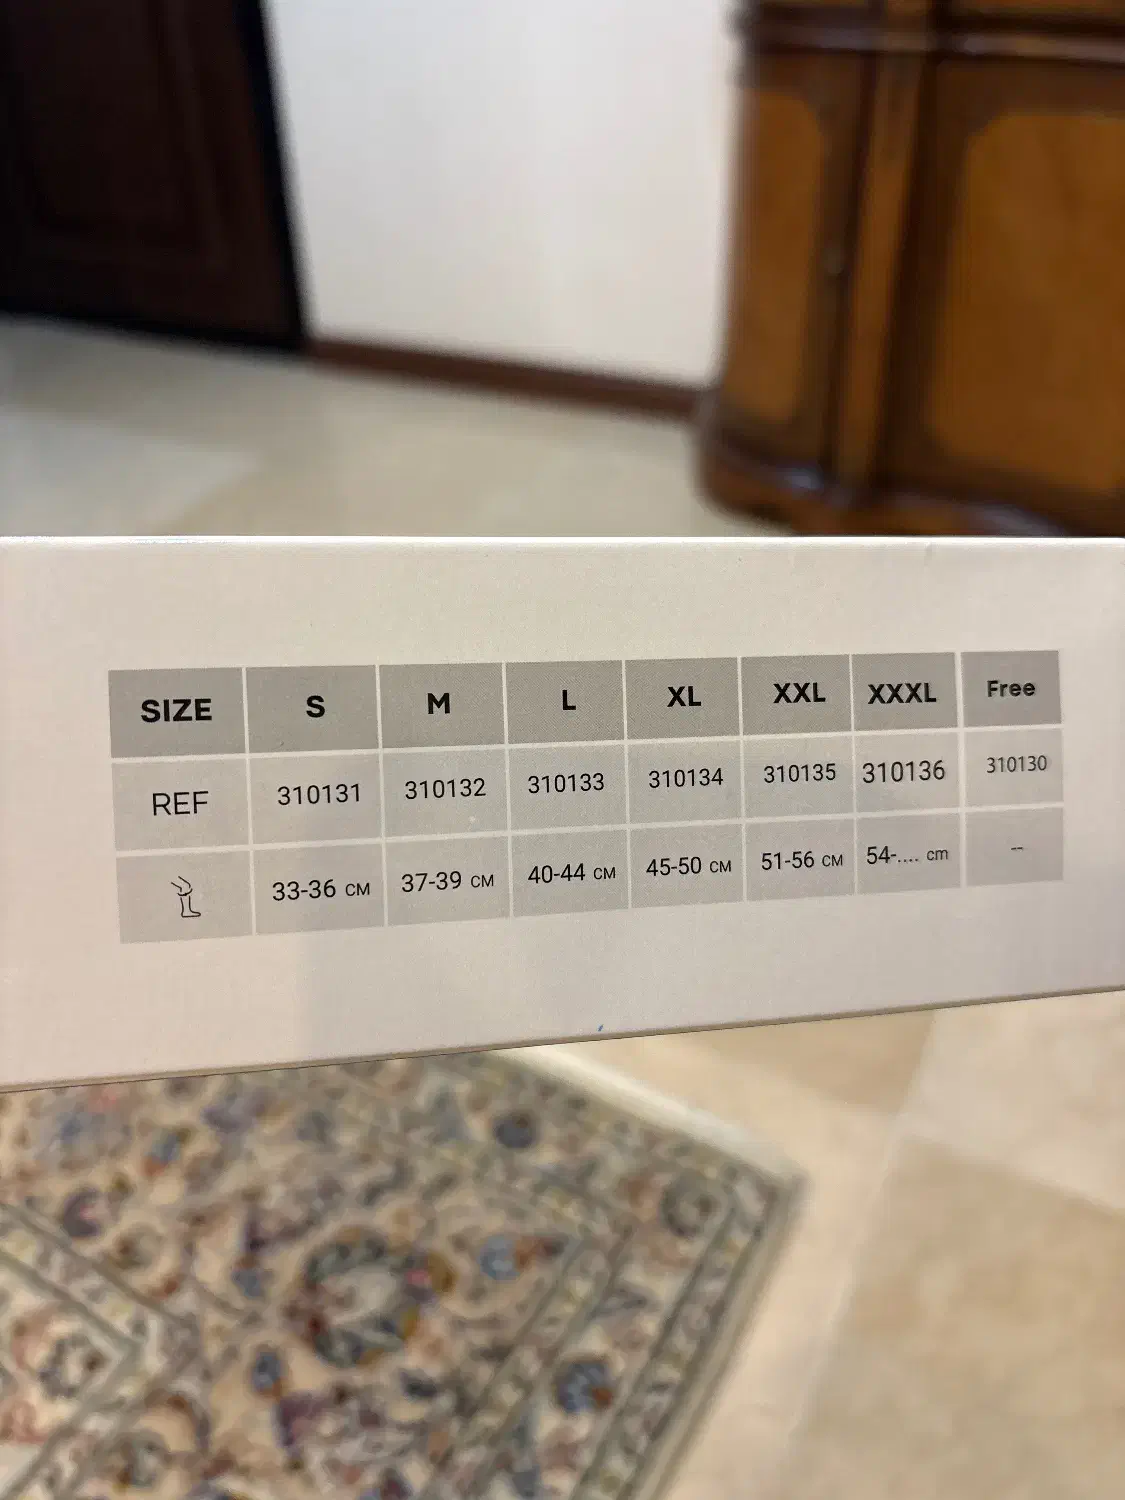 SIZE S M L XL XXL XXXL Free
REF 310131 310132 310133 310134 310135 310136 310130
33-36 CM 37-39 CM 40-44 CM 45-50 CM 51-56 CM 54-.... cm --